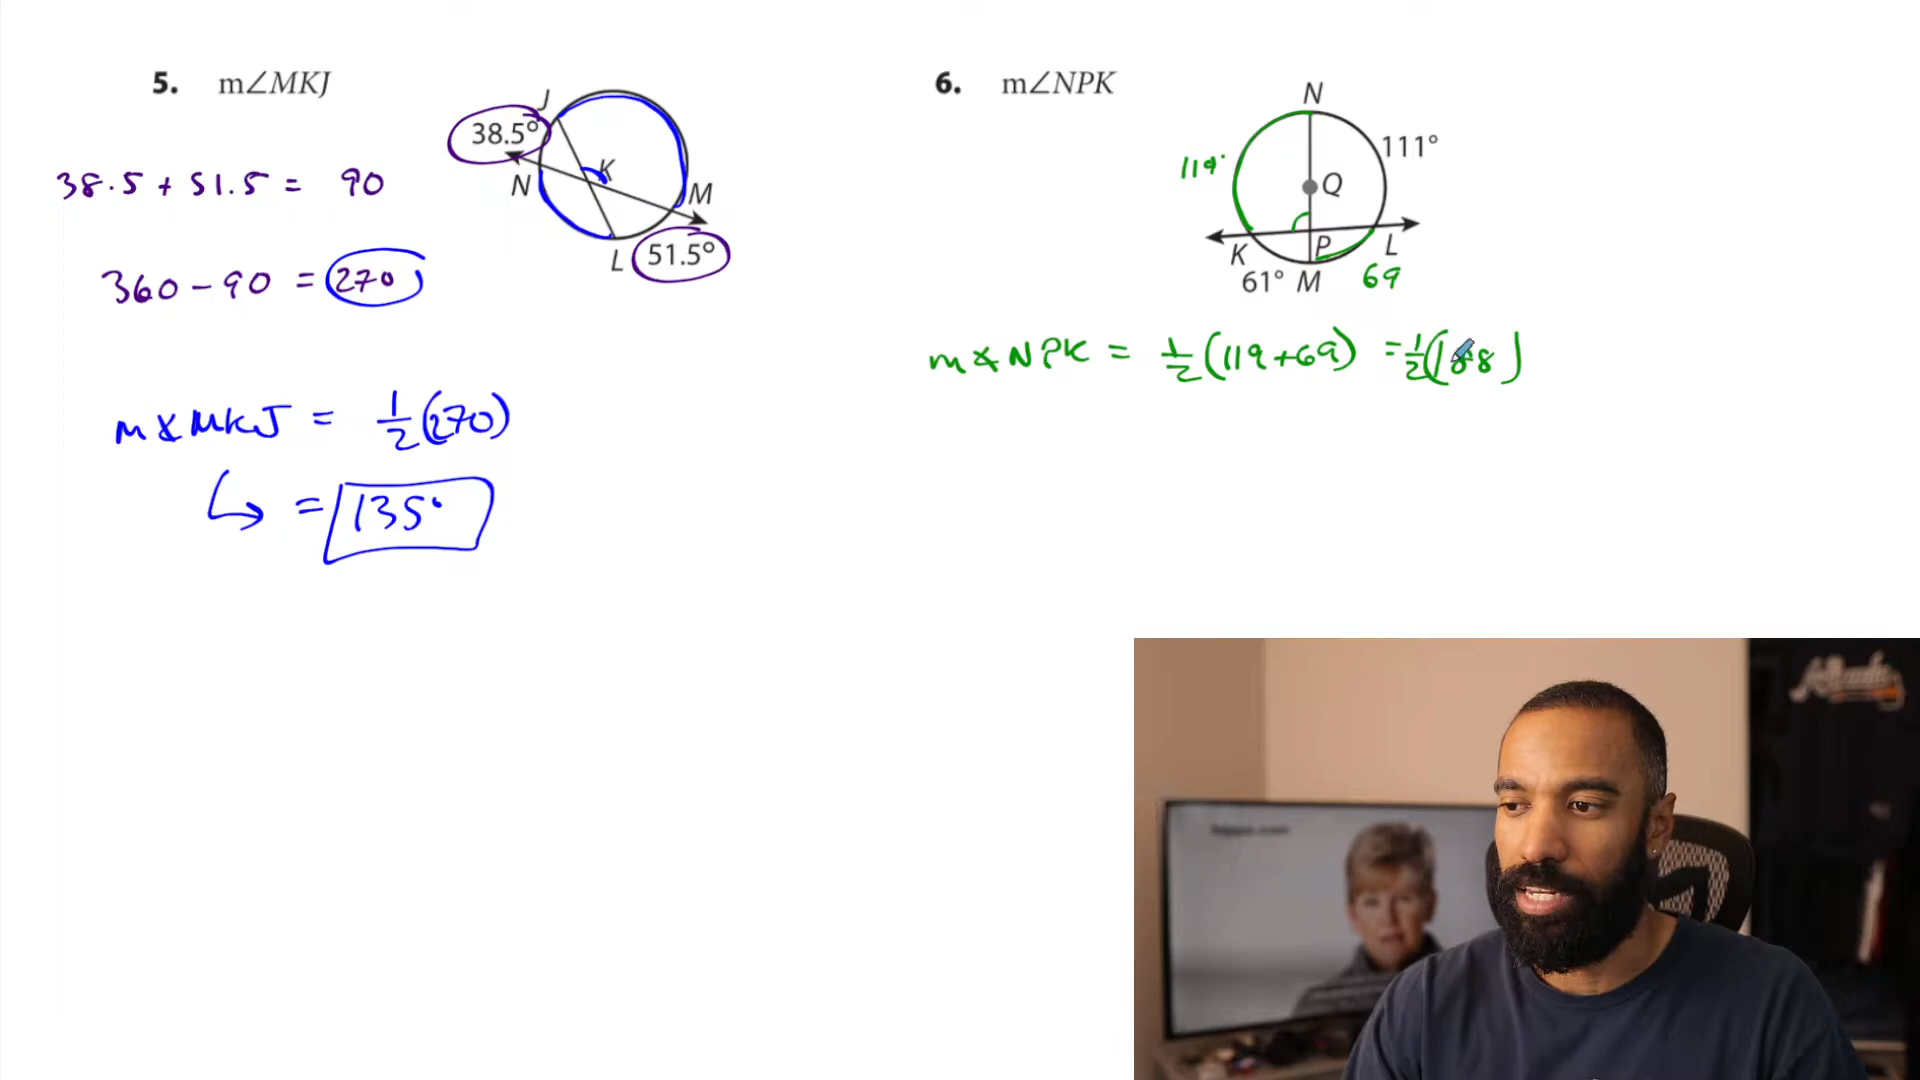 5. m∠MKJ
J
38.5°
K
N
M
L
51.5°
38.5 + 51.5 = 90
360 - 90 = 270
m∡MKJ = 1/2(270)
↳ = 135°
6. m∠NPK
N
111°
119°
Q
K
P
L
61°
M
69
m∡NPK = 1/2(119+69) = 1/2(188)